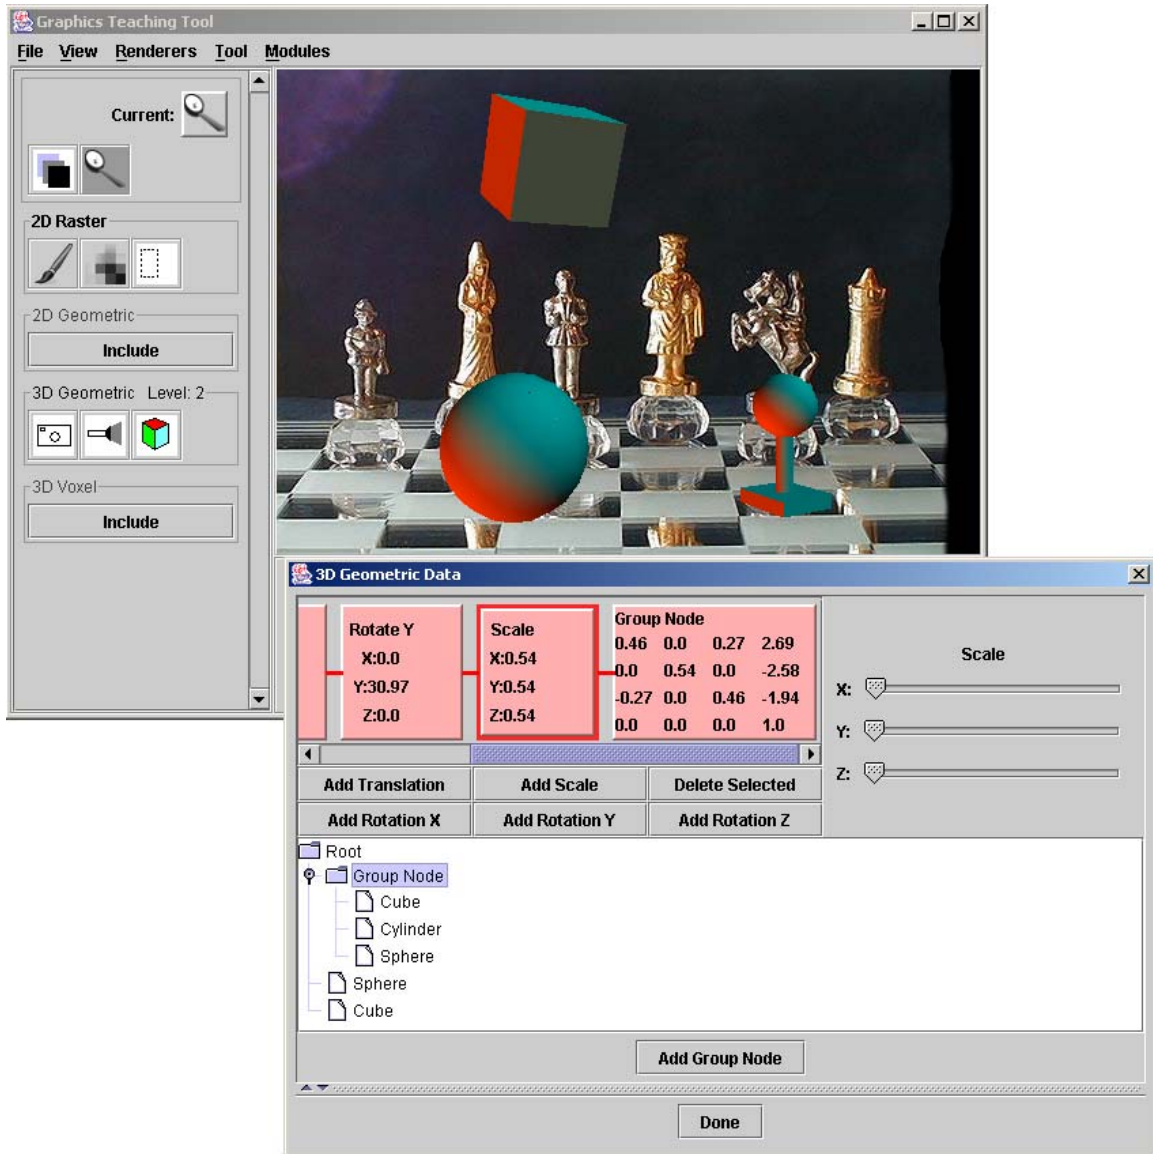 Graphics Teaching Tool
File View Renderers Tool Modules
Current:
2D Raster
2D Geometric
Include
3D Geometric Level: 2
3D Voxel
Include
3D Geometric Data
Rotate Y
X:0.0
Y:30.97
Z:0.0
Scale
X:0.54
Y:0.54
Z:0.54
Group Node
0.46 0.0 0.27 2.69
0.0 0.54 0.0 -2.58
-0.27 0.0 0.46 -1.94
0.0 0.0 0.0 1.0
Scale
X:
Y:
Z:
Add Translation Add Scale Delete Selected
Add Rotation X Add Rotation Y Add Rotation Z
Root
Group Node
Cube
Cylinder
Sphere
Sphere
Cube
Add Group Node
Done